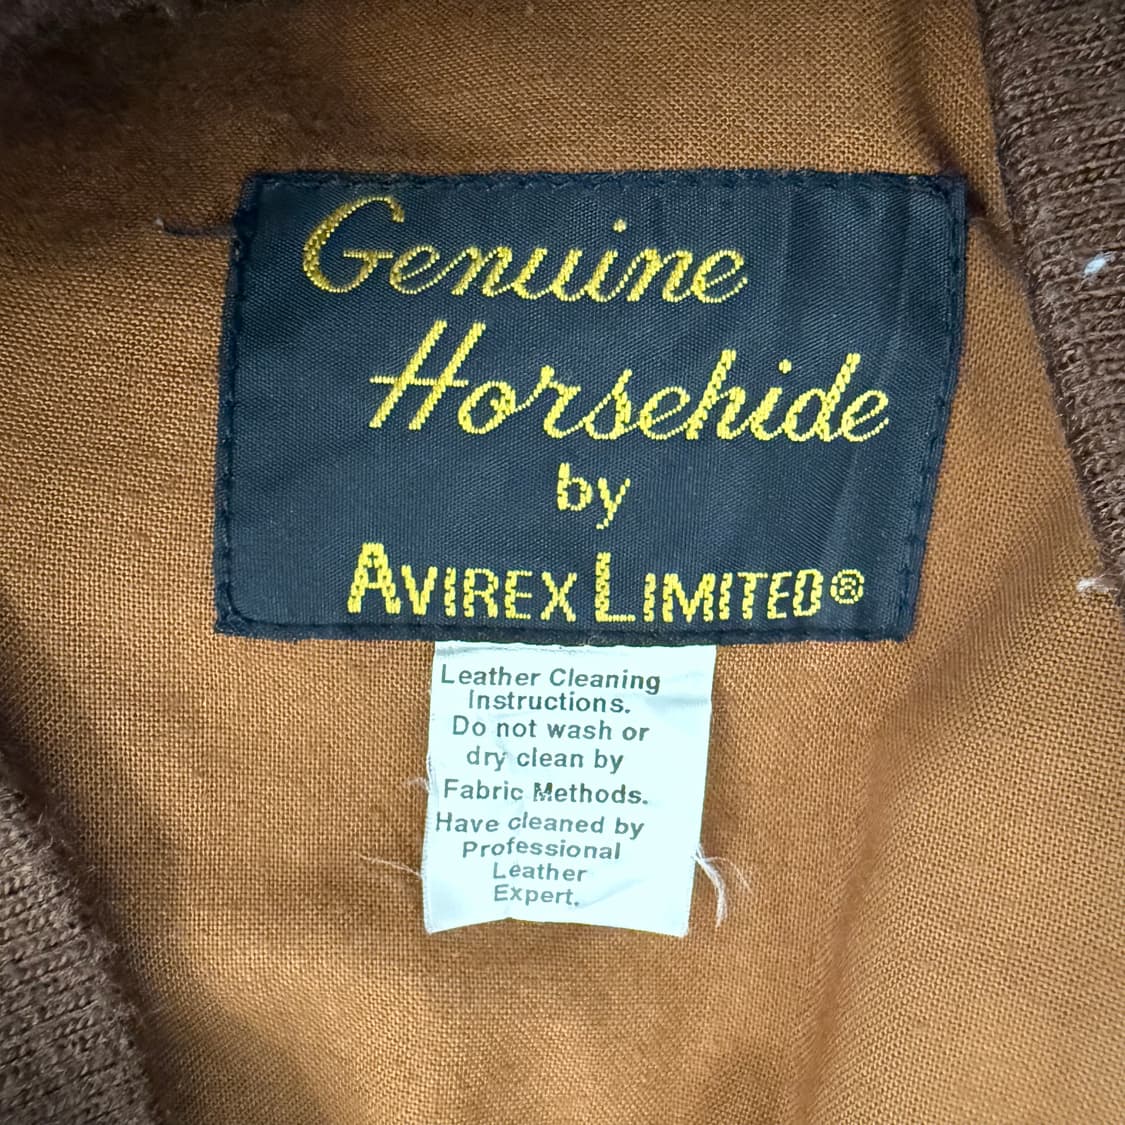 Genuine
Horsehide
by
AVIREX LIMITED®
Leather Cleaning
Instructions.
Do not wash or
dry clean by
Fabric Methods.
Have cleaned by
Professional
Leather
Expert.